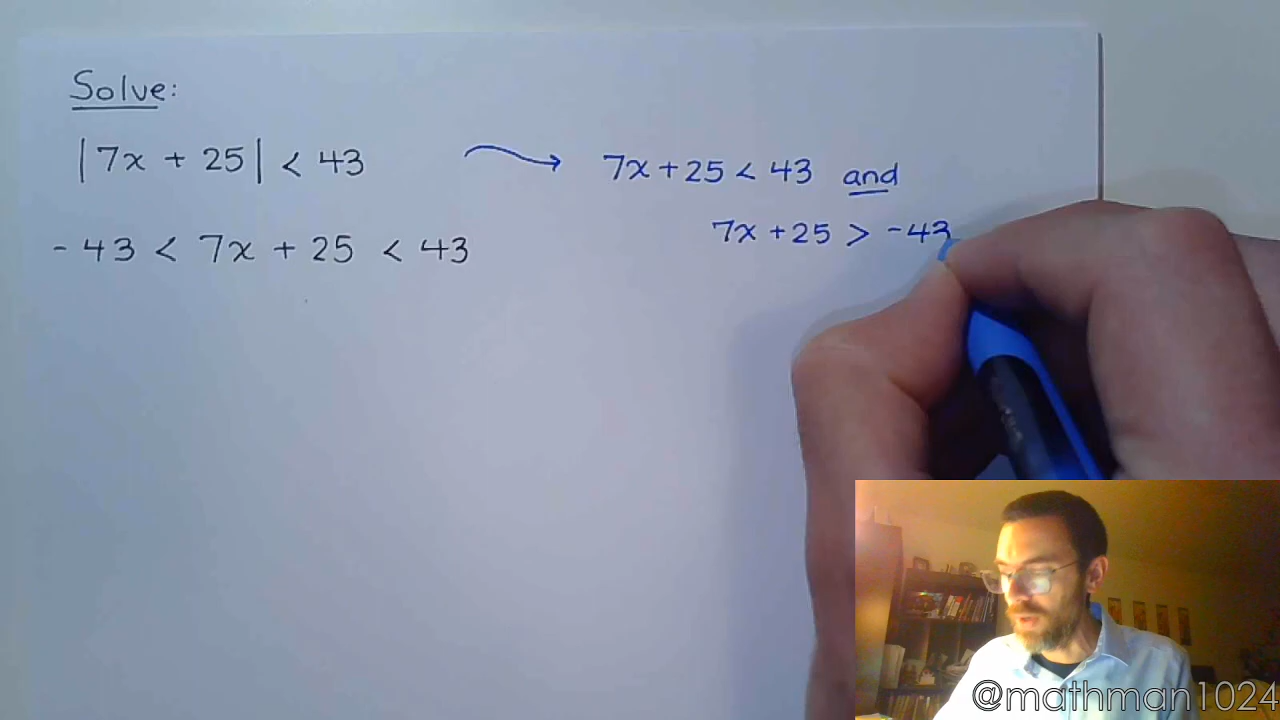 Solve:
|7x + 25| < 43
7x + 25 < 43 and
7x + 25 > -43
- 43 < 7x + 25 < 43
@mathman1024